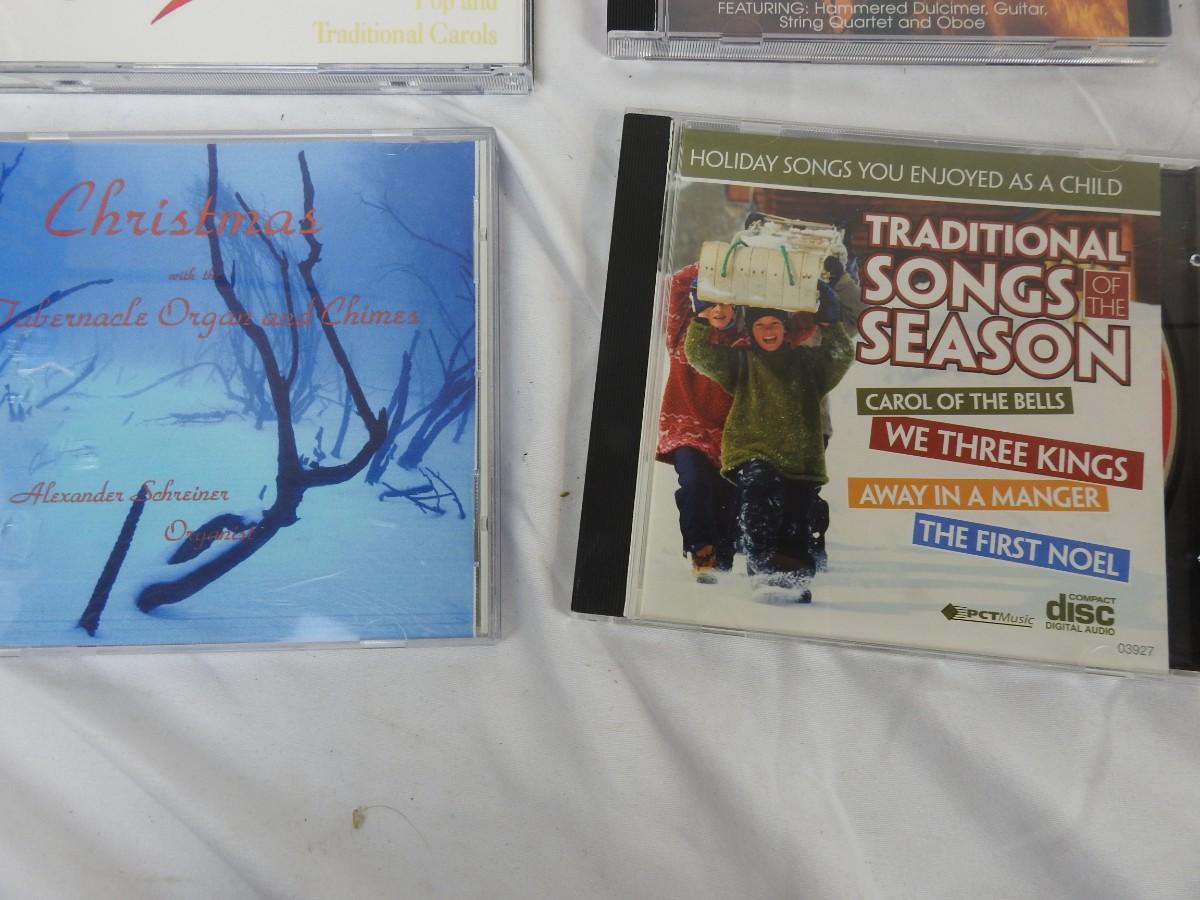 Pop and
Traditional Carols
FEATURING: Hammered Dulcimer, Guitar,
String Quartet and Oboe
Christmas
with the
Tabernacle Organ and Chimes
Alexander Schreiner
Organist
HOLIDAY SONGS YOU ENJOYED AS A CHILD
TRADITIONAL
SONGS OF THE
SEASON
CAROL OF THE BELLS
WE THREE KINGS
AWAY IN A MANGER
THE FIRST NOEL
PCTMusic
COMPACT
disc
DIGITAL AUDIO
03927